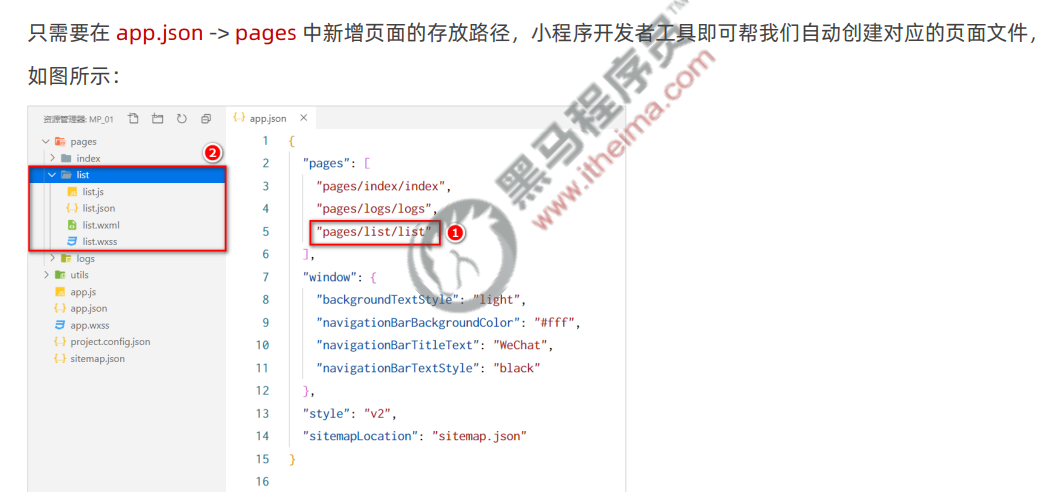 只需要在 app.json -> pages 中新增页面的存放路径，小程序开发者工具即可帮我们自动创建对应的页面文件，
如图所示：
资源管理器: MP_01
pages
index
2
list
list.js
list.json
list.wxml
list.wxss
logs
utils
app.js
app.json
app.wxss
project.config.json
sitemap.json
app.json ×
1 {
2 "pages": [
3 "pages/index/index",
4 "pages/logs/logs",
5 "pages/list/list" 1
6 ],
7 "window": {
8 "backgroundTextStyle": "light",
9 "navigationBarBackgroundColor": "#fff",
10 "navigationBarTitleText": "WeChat",
11 "navigationBarTextStyle": "black"
12 },
13 "style": "v2",
14 "sitemapLocation": "sitemap.json"
15 }
16
黑马程序员™
www.itheima.com